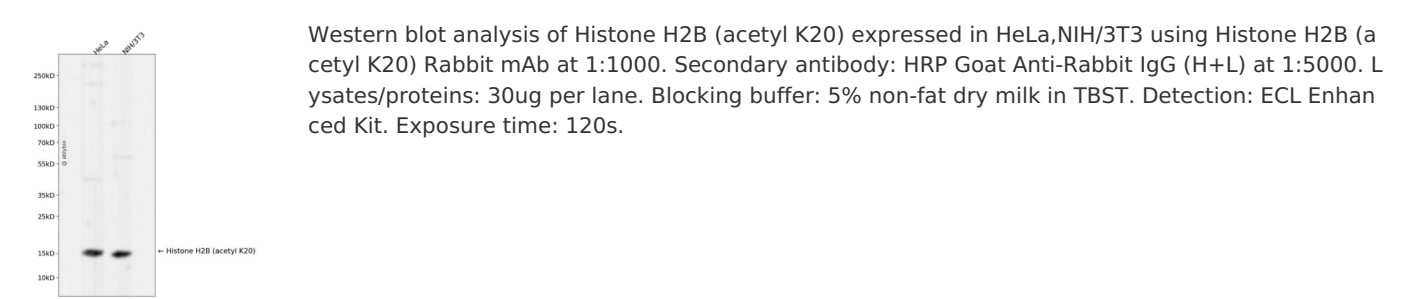 HeLa
NIH/3T3
250kD
130kD
100kD
70kD
55kD
35kD
25kD
15kD
10kD
← Histone H2B (acetyl K20)
Western blot analysis of Histone H2B (acetyl K20) expressed in HeLa,NIH/3T3 using Histone H2B (a
cetyl K20) Rabbit mAb at 1:1000. Secondary antibody: HRP Goat Anti-Rabbit IgG (H+L) at 1:5000. L
ysates/proteins: 30ug per lane. Blocking buffer: 5% non-fat dry milk in TBST. Detection: ECL Enhan
ced Kit. Exposure time: 120s.